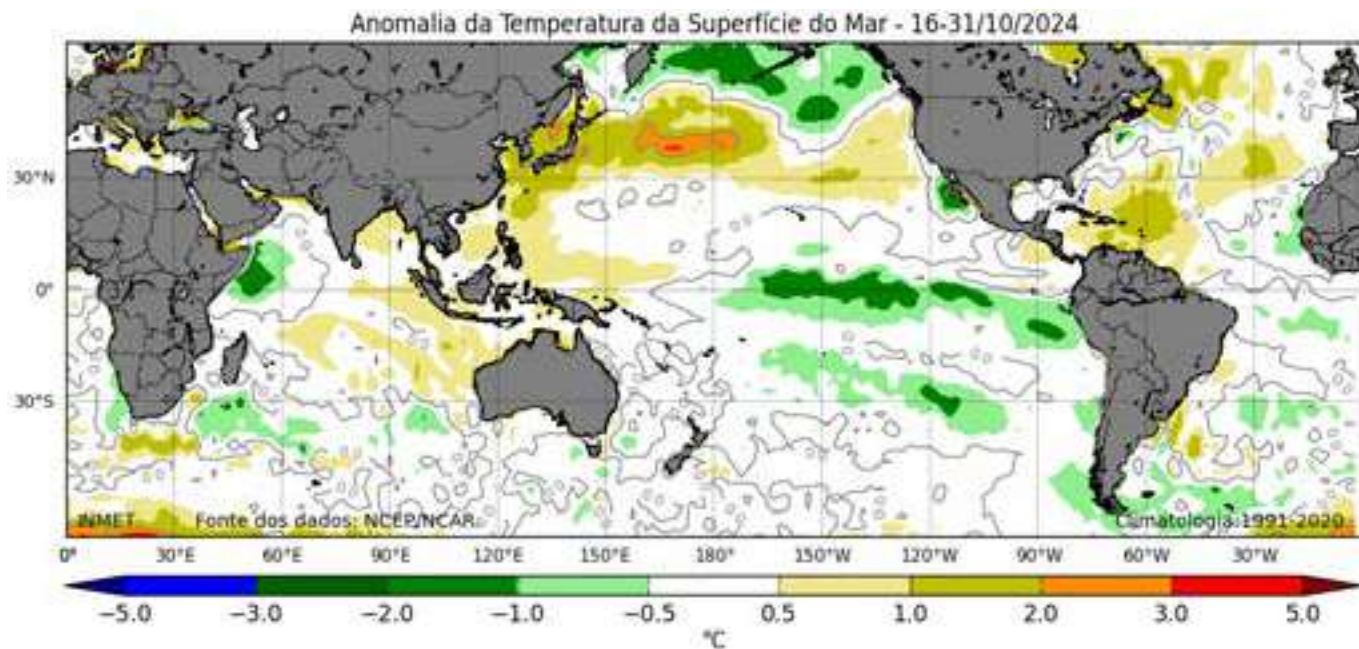 Anomalia da Temperatura da Superfície do Mar - 16-31/10/2024
30°N
0°
30°S
INMET
Fonte dos dados: NCEP/NCAR
Climatologia:1991-2020
0° 30°E 60°E 90°E 120°E 150°E 180° 150°W 120°W 90°W 60°W 30°W
−5.0 −3.0 −2.0 −1.0 −0.5 0.5 1.0 2.0 3.0 5.0
°C